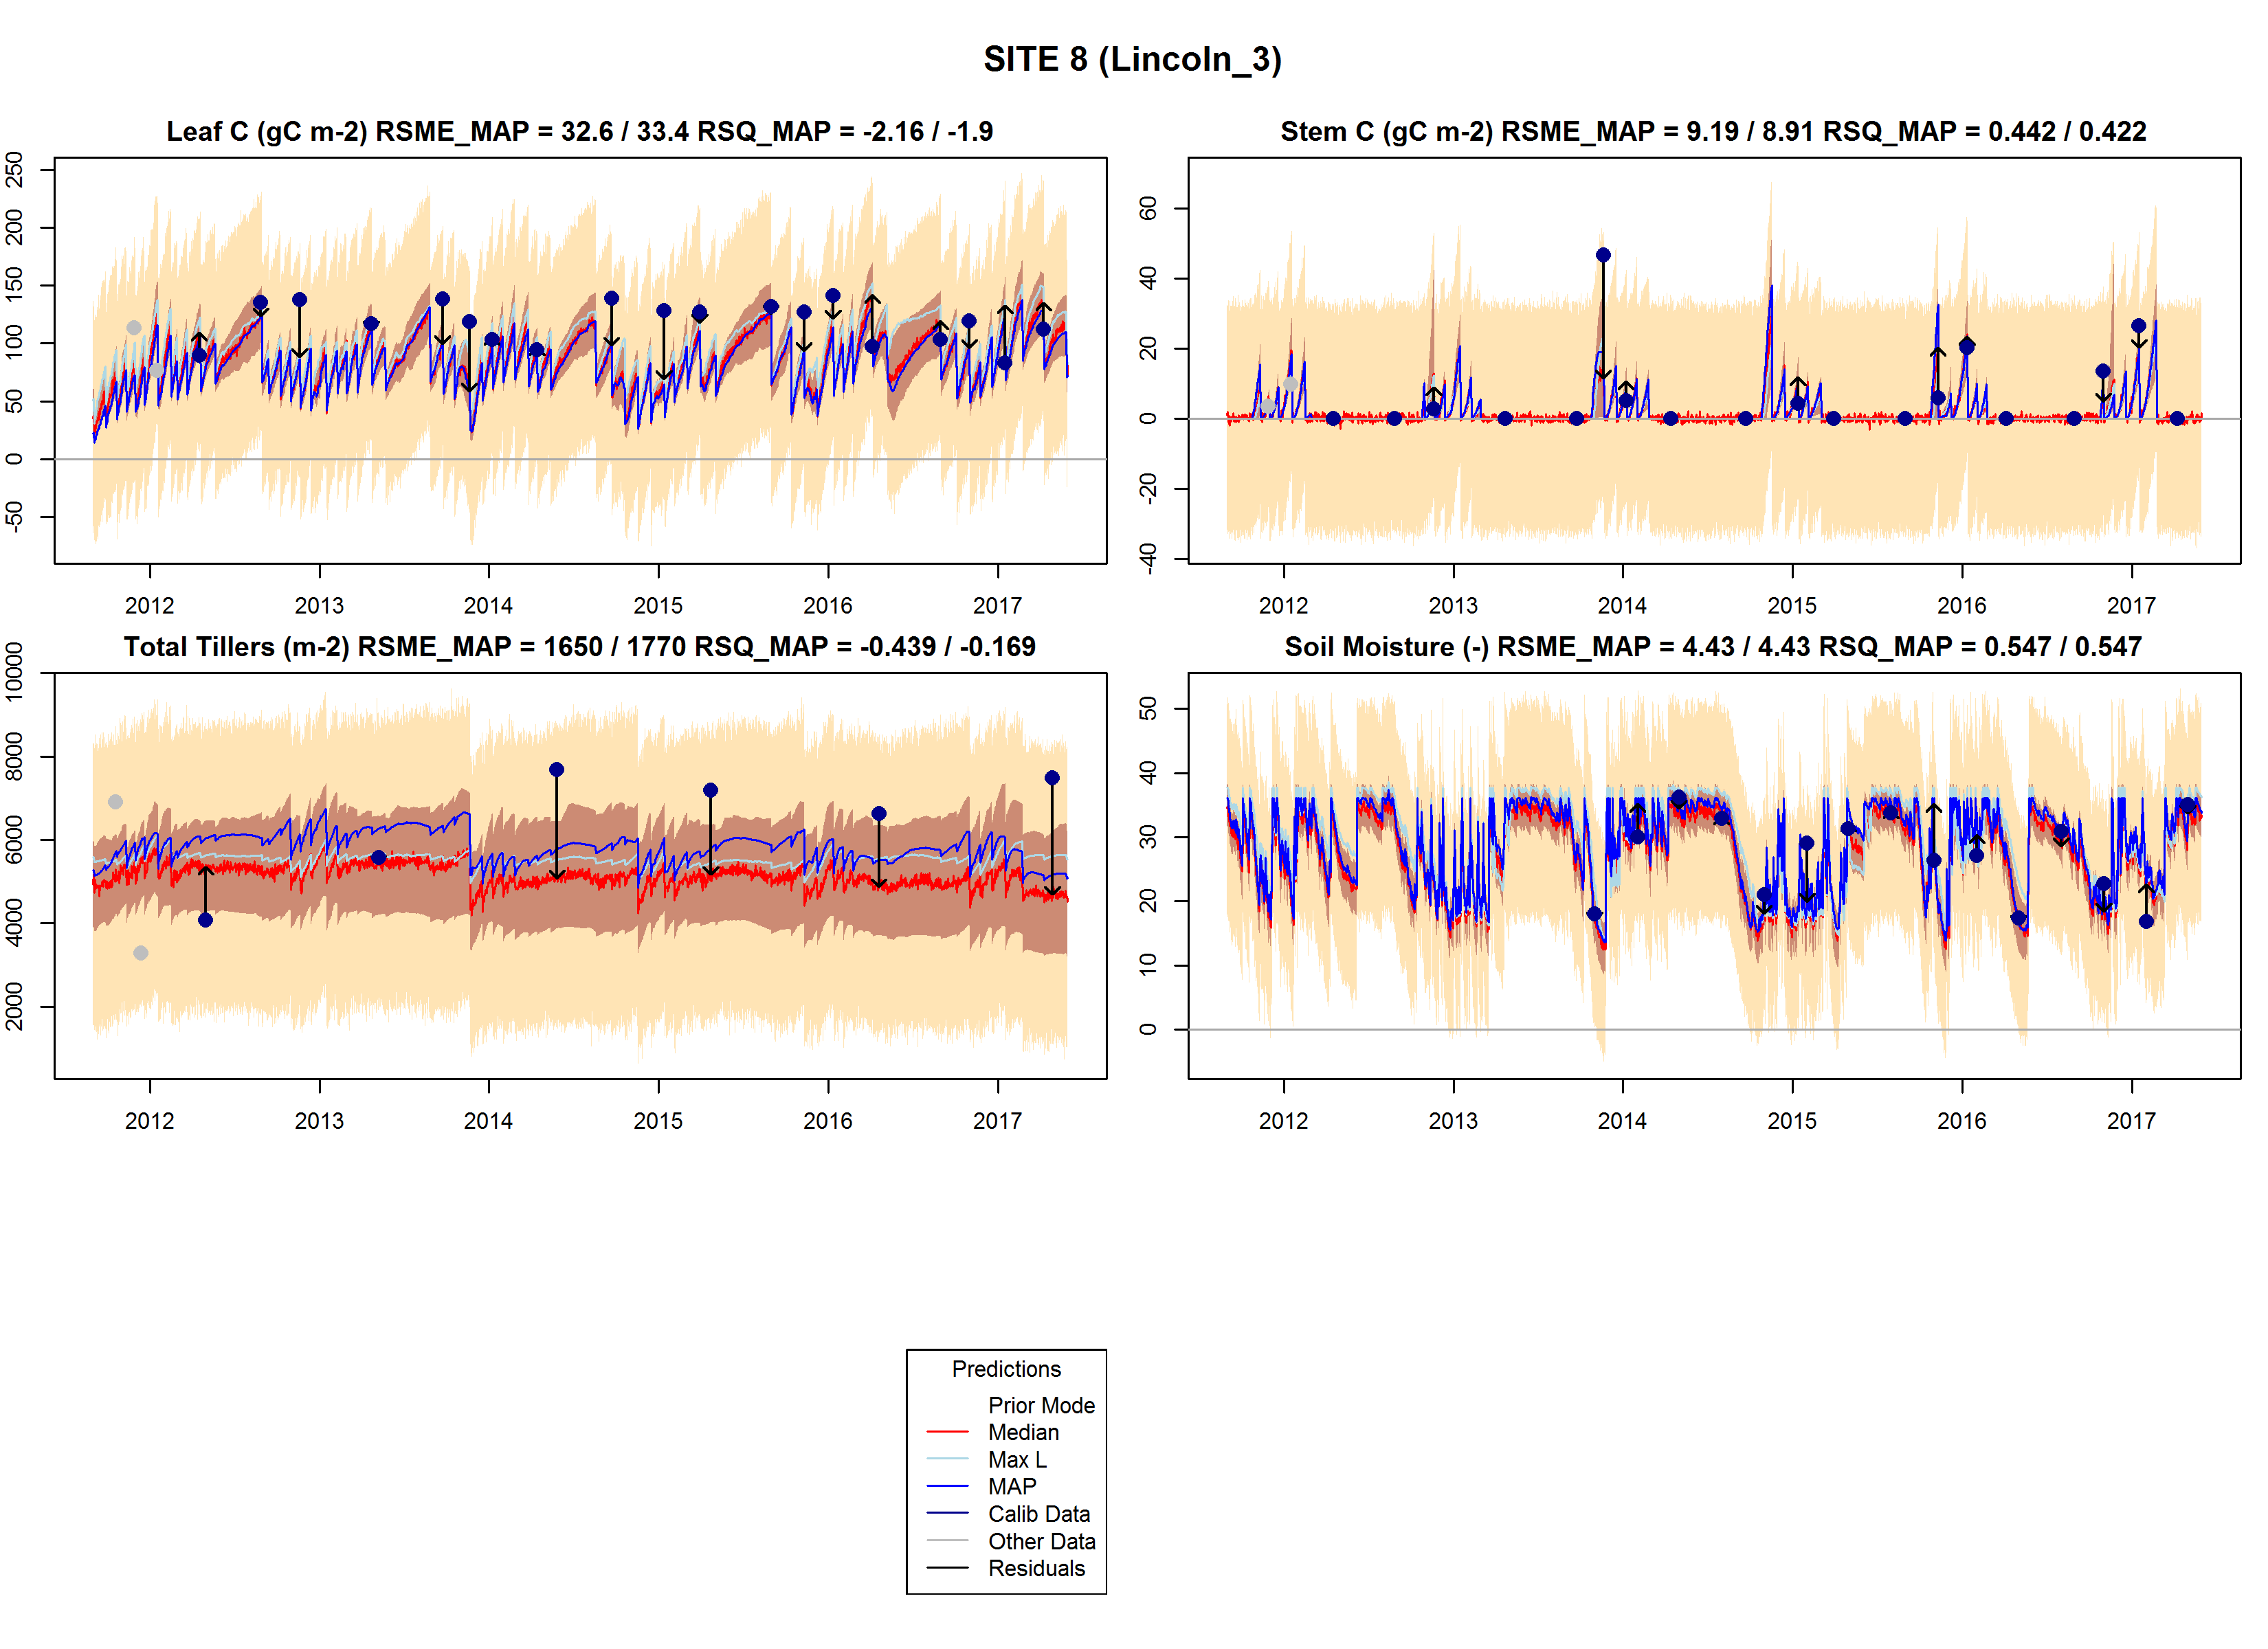 SITE 8 (Lincoln_3)
Leaf C (gC m-2) RSME_MAP = 32.6 / 33.4 RSQ_MAP = -2.16 / -1.9
250
200
150
100
50
0
-50
2012 2013 2014 2015 2016 2017
Stem C (gC m-2) RSME_MAP = 9.19 / 8.91 RSQ_MAP = 0.442 / 0.422
60
40
20
0
-20
-40
2012 2013 2014 2015 2016 2017
Total Tillers (m-2) RSME_MAP = 1650 / 1770 RSQ_MAP = -0.439 / -0.169
10000
8000
6000
4000
2000
2012 2013 2014 2015 2016 2017
Soil Moisture (-) RSME_MAP = 4.43 / 4.43 RSQ_MAP = 0.547 / 0.547
50
40
30
20
10
0
2012 2013 2014 2015 2016 2017
Predictions
Prior Mode
Median
Max L
MAP
Calib Data
Other Data
Residuals